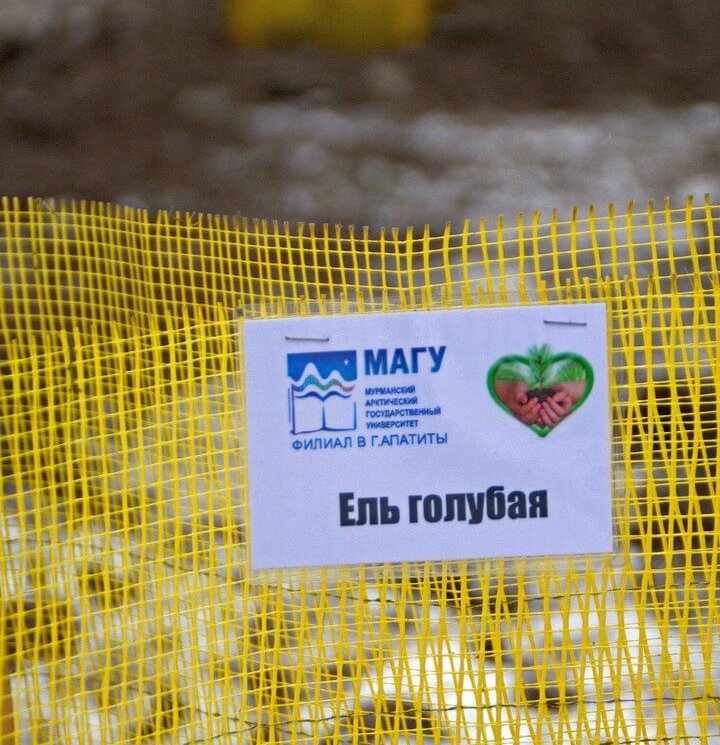 МАГУ
МУРМАНСКИЙ
АРКТИЧЕСКИЙ
ГОСУДАРСТВЕННЫЙ
УНИВЕРСИТЕТ
ФИЛИАЛ В Г.АПАТИТЫ
Ель голубая